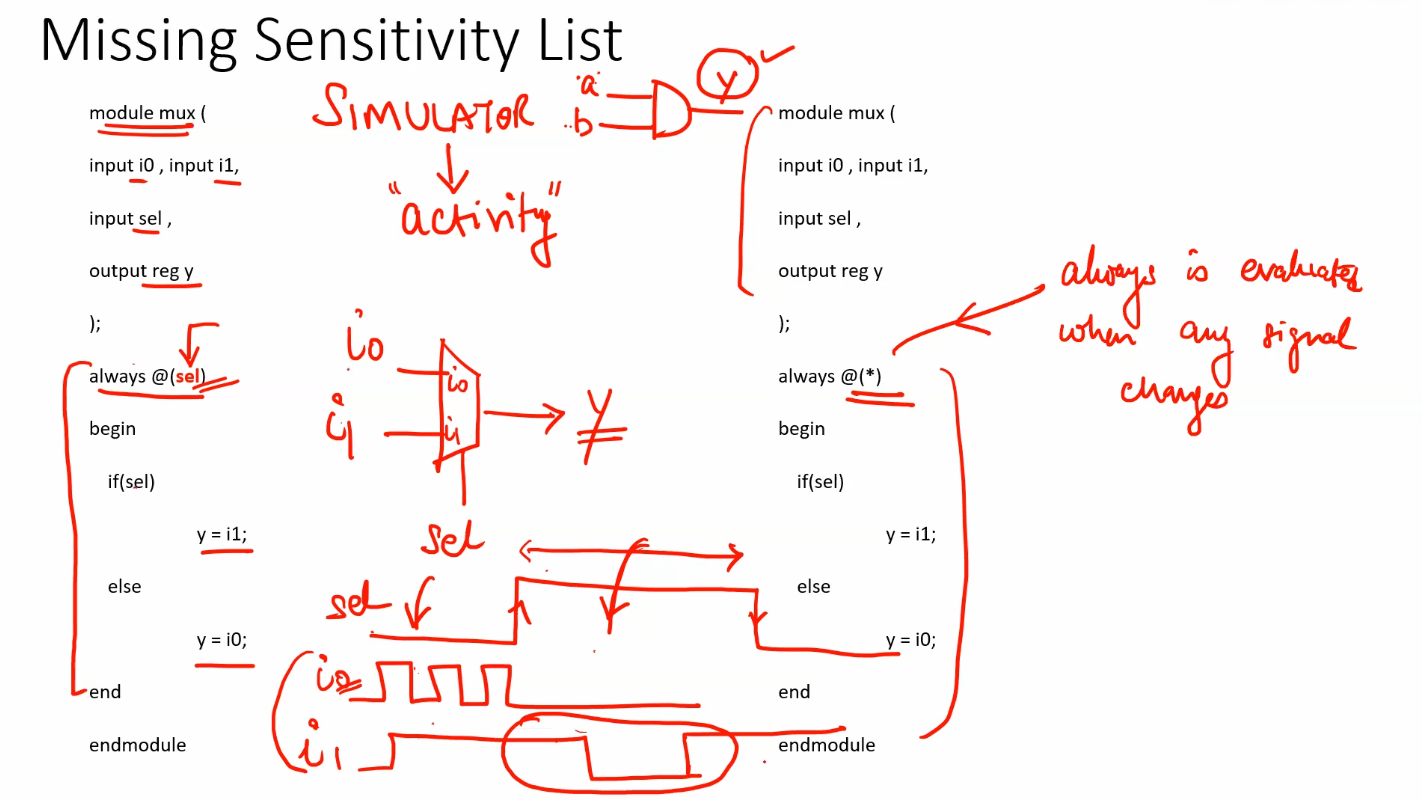 Missing Sensitivity List
module mux (
input i0 , input i1,
input sel ,
output reg y
);
always @(sel)
begin
if(sel)
y = i1;
else
y = i0;
end
endmodule
SIMULATOR
"activity"
a
b
y
i0
i1
i0
i1
y
sel
sel
i0
i1
module mux (
input i0 , input i1,
input sel ,
output reg y
);
always @(*)
begin
if(sel)
y = i1;
else
y = i0;
end
endmodule
always is evaluated
when any signal
changes